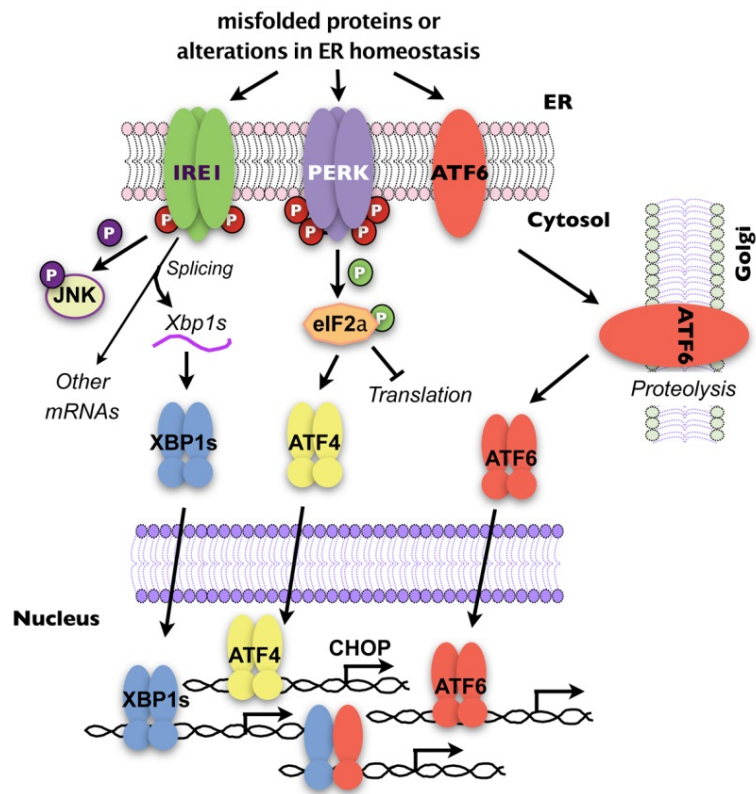 misfolded proteins or
alterations in ER homeostasis
ER
IRE1
PERK
ATF6
P
P
P
P
P
P
Cytosol
Golgi
P
P
JNK
Splicing
P
Xbp1s
eIF2a
P
ATF6
Other
mRNAs
Translation
Proteolysis
XBP1s
ATF4
ATF6
Nucleus
ATF4
CHOP
XBP1s
ATF6